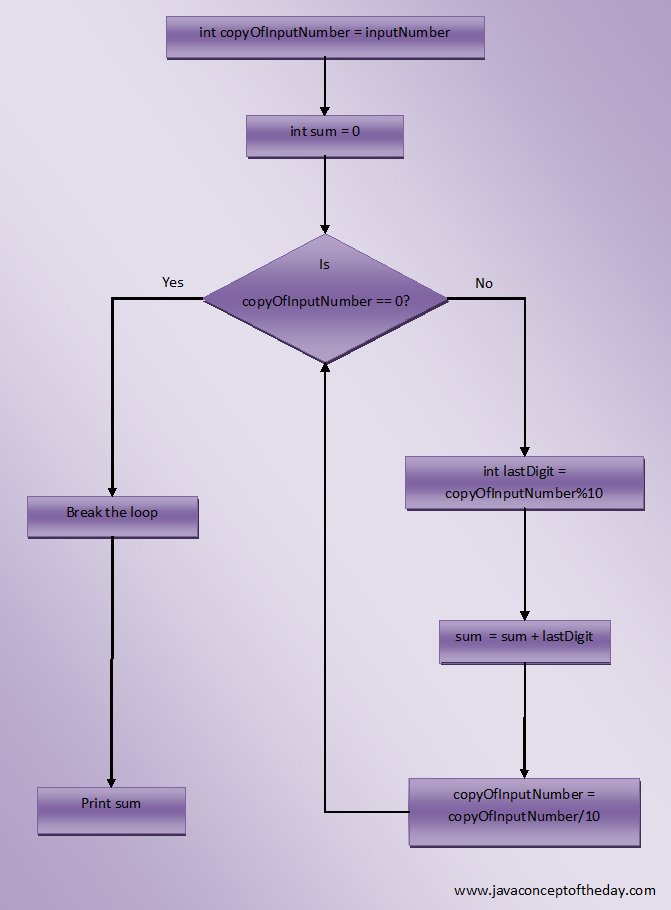 int copyOfInputNumber = inputNumber
int sum = 0
Is
copyOfInputNumber == 0?
Yes
No
int lastDigit =
copyOfInputNumber%10
Break the loop
sum  = sum + lastDigit
copyOfInputNumber =
copyOfInputNumber/10
Print sum
www.javaconceptoftheday.com